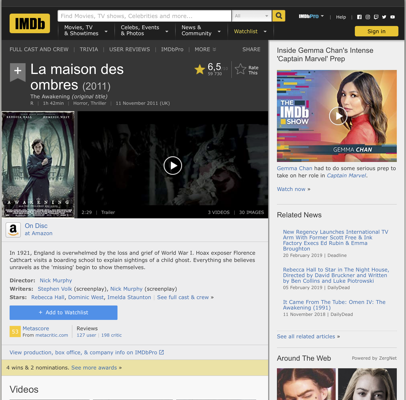 IMDb
Find Movies, TV shows, Celebrities and more...
All
IMDbPro
Help
Sign in
Movies, TV & Showtimes
Celebs, Events & Photos
News & Community
Watchlist
FULL CAST AND CREW | TRIVIA | USER REVIEWS | IMDbPro | MORE
SHARE
La maison des ombres (2011)
The Awakening (original title)
R | 1h 42min | Horror, Thriller | 11 November 2011 (UK)
6,5
Rate This
REBECCA HALL
AWAKENING
2:29 | Trailer
3 VIDEOS | 30 IMAGES
a
On Disc
at Amazon
In 1921, England is overwhelmed by the loss and grief of World War I. Hoax exposer Florence
Cathcart visits a boarding school to explain sightings of a child ghost. Everything she believes
unravels as the 'missing' begin to show themselves.
Director: Nick Murphy
Writers: Stephen Volk (screenplay), Nick Murphy (screenplay)
Stars: Rebecca Hall, Dominic West, Imelda Staunton | See full cast & crew »
+ Add to Watchlist
Metascore
From metacritic.com
Reviews
127 user | 198 critic
View production, box office, & company info on IMDbPro
4 wins & 2 nominations. See more awards »
Videos
Inside Gemma Chan's Intense
'Captain Marvel' Prep
THE
IMDb
SHOW
GEMMA CHAN
Gemma Chan had to do some serious prep to
take on her role in Captain Marvel.
Watch now »
Related News
New Regency Launches International TV
Arm With Former Scott Free & Ink
Factory Execs Rubin & Emma
Broughton
20 February 2019 | Deadline
Rebecca Hall to Star in The Night House,
Directed by David Bruckner and Written
by Ben Collins and Luke Piotrowski
05 February 2019 | DailyDead
It Came From The Tube: Omen IV: The
Awakening (1991)
11 November 2018 | DailyDead
See all related articles »
Around The Web
Powered by ZergNet